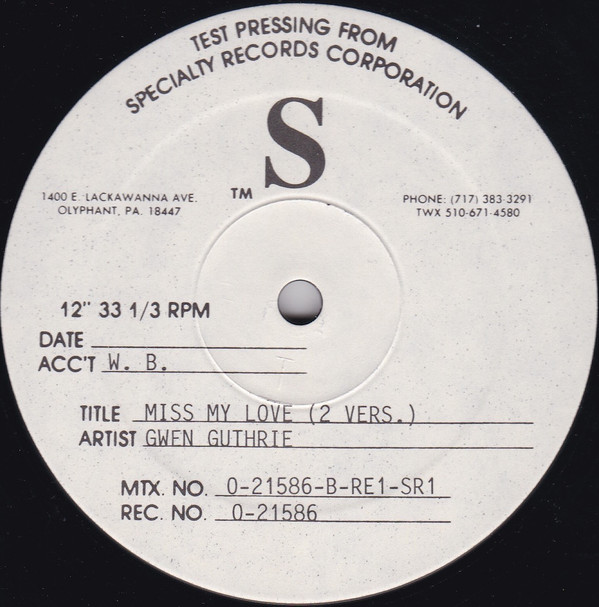 TEST PRESSING FROM
SPECIALTY RECORDS CORPORATION
S
TM
1400 E. LACKAWANNA AVE.
OLYPHANT, PA. 18447
PHONE: (717) 383-3291
TWX 510-671-4580
12" 33 1/3 RPM
DATE
ACC'T W. B.
TITLE MISS MY LOVE (2 VERS.)
ARTIST GWEN GUTHRIE
MTX. NO. 0-21586-B-RE1-SR1
REC. NO. 0-21586